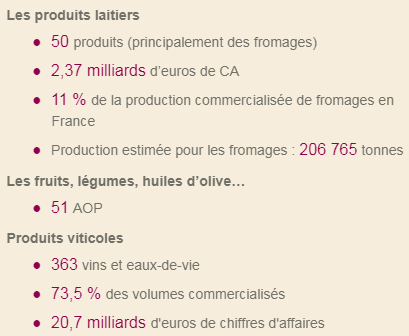 Les produits laitiers
● 50 produits (principalement des fromages)
● 2,37 milliards d'euros de CA
● 11 % de la production commercialisée de fromages en
France
● Production estimée pour les fromages : 206 765 tonnes
Les fruits, légumes, huiles d'olive…
● 51 AOP
Produits viticoles
● 363 vins et eaux-de-vie
● 73,5 % des volumes commercialisés
● 20,7 milliards d'euros de chiffres d'affaires